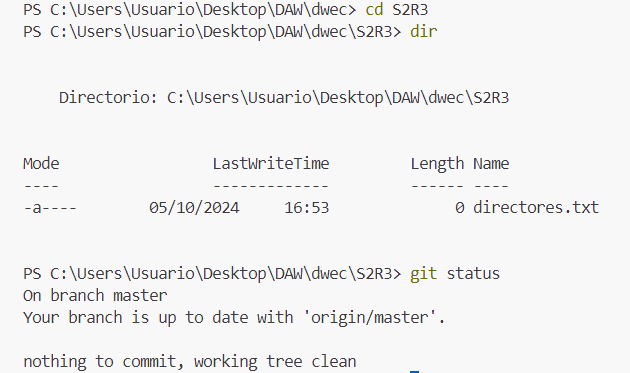 PS C:\Users\Usuario\Desktop\DAW\dwec> cd S2R3
PS C:\Users\Usuario\Desktop\DAW\dwec\S2R3> dir
Directorio: C:\Users\Usuario\Desktop\DAW\dwec\S2R3
Mode LastWriteTime Length Name
---- ------------- ------ ----
-a---- 05/10/2024 16:53 0 directores.txt
PS C:\Users\Usuario\Desktop\DAW\dwec\S2R3> git status
On branch master
Your branch is up to date with 'origin/master'.
nothing to commit, working tree clean